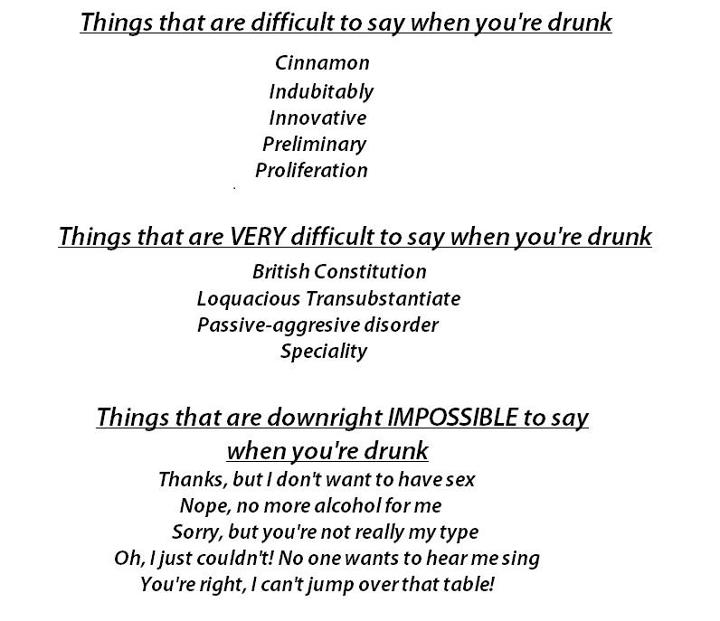 Things that are difficult to say when you're drunk
Cinnamon
Indubitably
Innovative
Preliminary
Proliferation
Things that are VERY difficult to say when you're drunk
British Constitution
Loquacious Transubstantiate
Passive-aggresive disorder
Speciality
Things that are downright IMPOSSIBLE to say
when you're drunk
Thanks, but I don't want to have sex
Nope, no more alcohol for me
Sorry, but you're not really my type
Oh, I just couldn't! No one wants to hear me sing
You're right, I can't jump over that table!